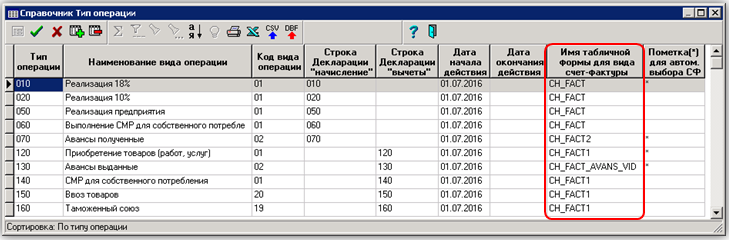 Справочник Тип операции
Σ а я ? CSV DBF ?
Тип операции Наименование вида операции Код вида операции Строка Декларации "начисление" Строка Декларации "вычеты" Дата начала действия Дата окончания действия Имя табличной Формы для вида счет-фактуры Пометка(*) для автом. выбора СФ
010 Реализация 18% 01 010 01.07.2016 CH_FACT *
020 Реализация 10% 01 020 01.07.2016 CH_FACT
050 Реализация предприятия 01 050 01.07.2016 CH_FACT
060 Выполнение СМР для собственного потребле 01 060 01.07.2016 CH_FACT
070 Авансы полученные 02 070 01.07.2016 CH_FACT2 *
120 Приобретение товаров (работ, услуг) 01 120 01.07.2016 CH_FACT1 *
130 Авансы выданные 02 130 01.07.2016 CH_FACT_AVANS_VID *
140 СМР для собственного потребления 01 140 01.07.2016 CH_FACT1
150 Ввоз товаров 20 150 01.07.2016 CH_FACT1
160 Таможенный союз 19 160 01.07.2016 CH_FACT1
Сортировка: По типу операции